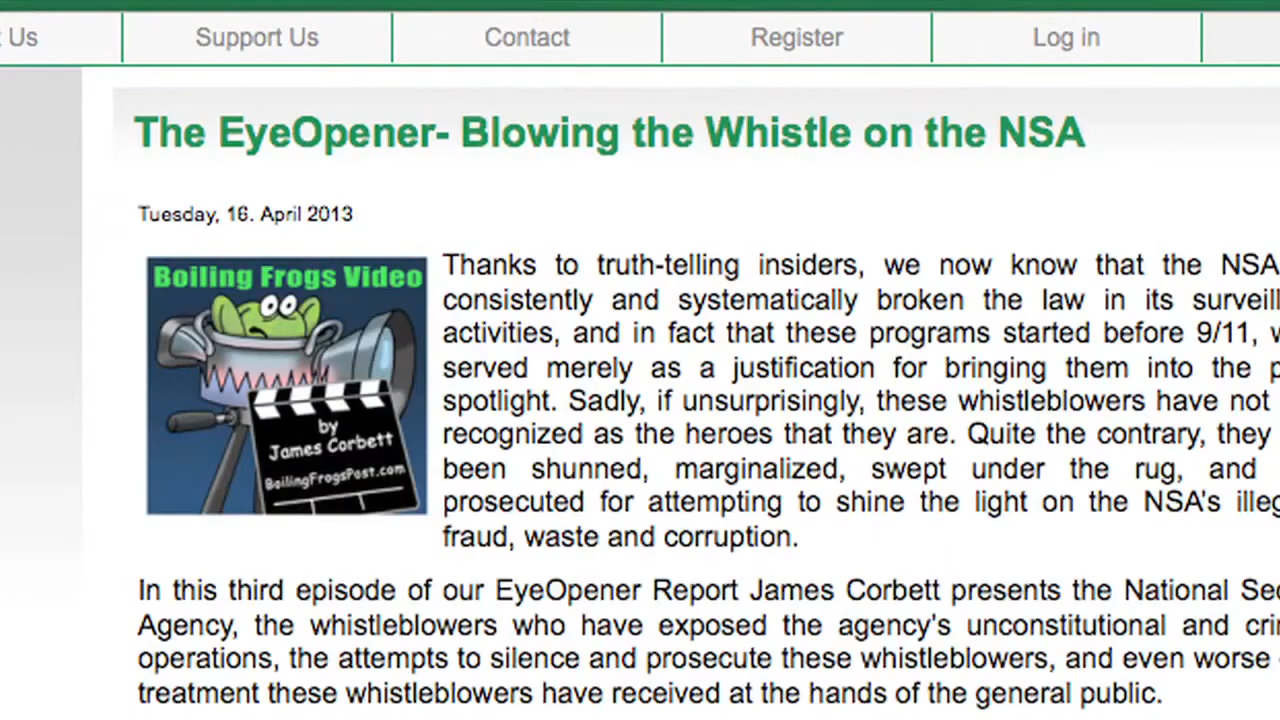 Us
Support Us
Contact
Register
Log in
The EyeOpener- Blowing the Whistle on the NSA
Tuesday, 16. April 2013
Boiling Frogs Video
by
James Corbett
BoilingFrogsPost.com
Thanks to truth-telling insiders, we now know that the NSA
consistently and systematically broken the law in its
activities, and in fact that these programs started before 9/11,
served merely as a justification for bringing them into the
spotlight. Sadly, if unsurprisingly, these whistleblowers have not
recognized as the heroes that they are. Quite the contrary, they
been shunned, marginalized, swept under the rug, and
prosecuted for attempting to shine the light on the NSA's
fraud, waste and corruption.
In this third episode of our EyeOpener Report James Corbett presents the National
Agency, the whistleblowers who have exposed the agency's unconstitutional and
operations, the attempts to silence and prosecute these whistleblowers, and even worse
treatment these whistleblowers have received at the hands of the general public.